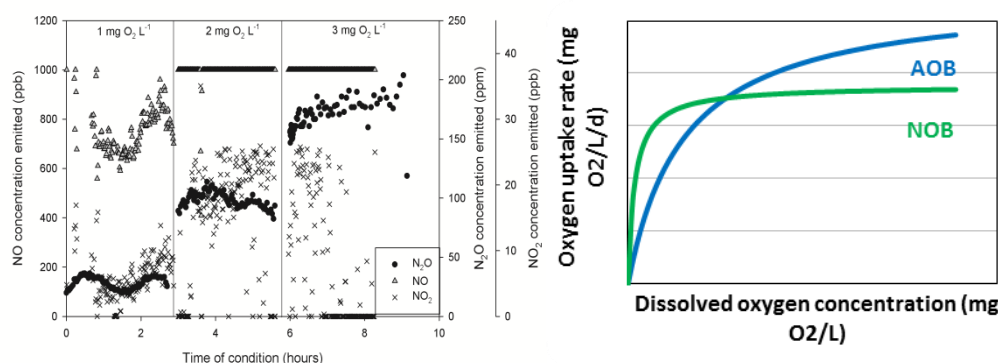 1 mg O2 L-1
2 mg O2 L-1
3 mg O2 L-1
NO concentration emitted (ppb)
1200
1000
800
600
400
200
0
0
2
4
6
8
10
Time of condition (hours)
N2O
NO
NO2
250
200
150
100
50
0
N2O concentration emitted (ppm)
40
30
20
10
0
NO2 concentration emitted (ppm)
Oxygen uptake rate (mg
O2/L/d)
AOB
NOB
Dissolved oxygen concentration (mg
O2/L)